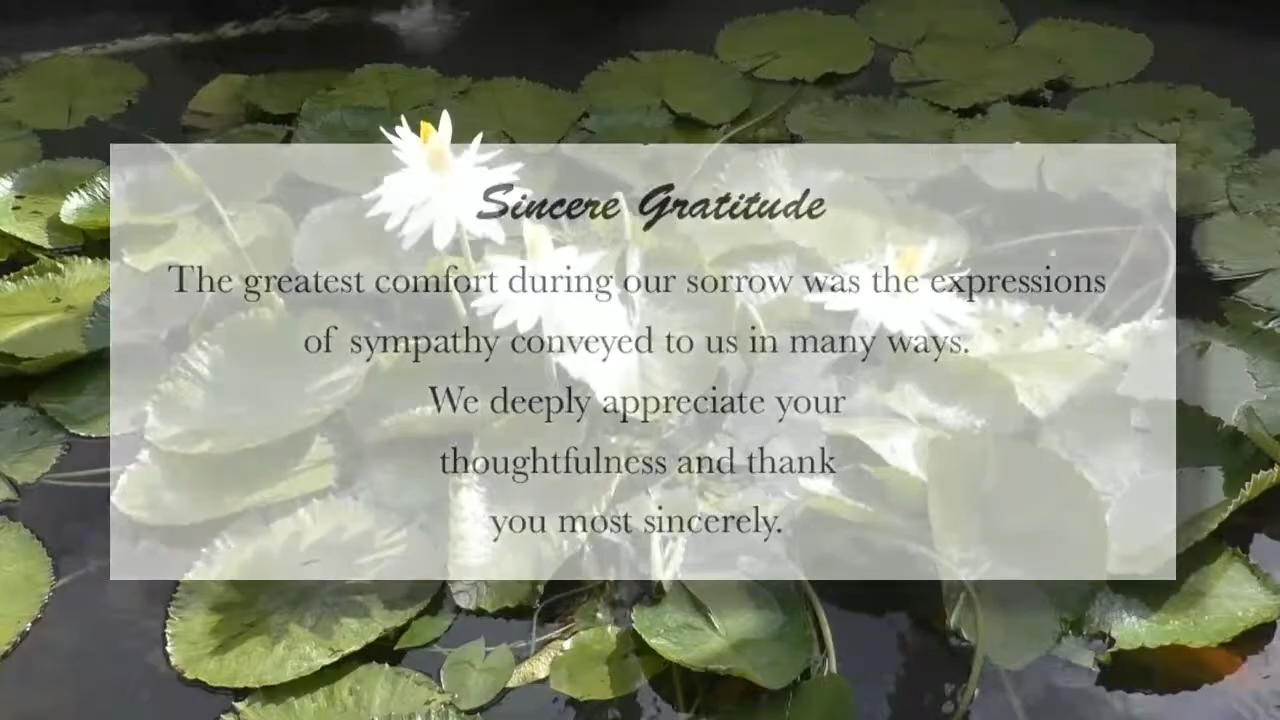 Sincere Gratitude
The greatest comfort during our sorrow was the expressions
of sympathy conveyed to us in many ways.
We deeply appreciate your
thoughtfulness and thank
you most sincerely.